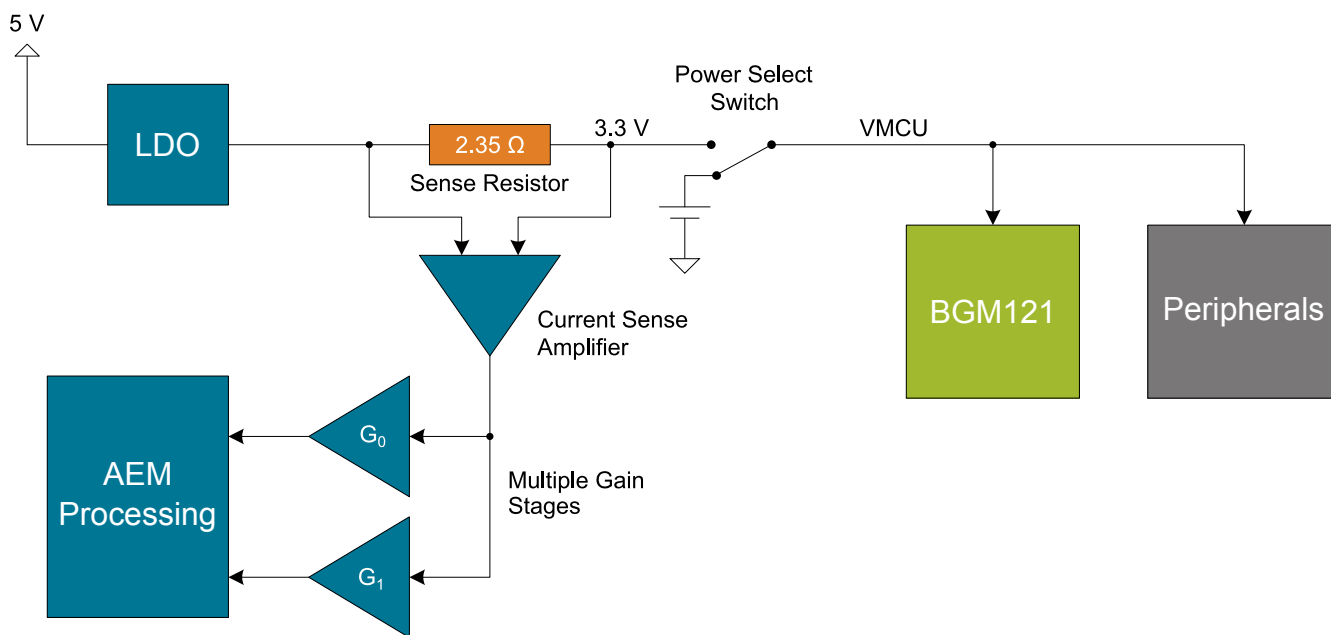 5 V
Power Select
Switch
LDO
2.35 Ω
3.3 V
VMCU
Sense Resistor
BGM121
Peripherals
Current Sense
Amplifier
AEM
Processing
G₀
Multiple Gain
Stages
G₁